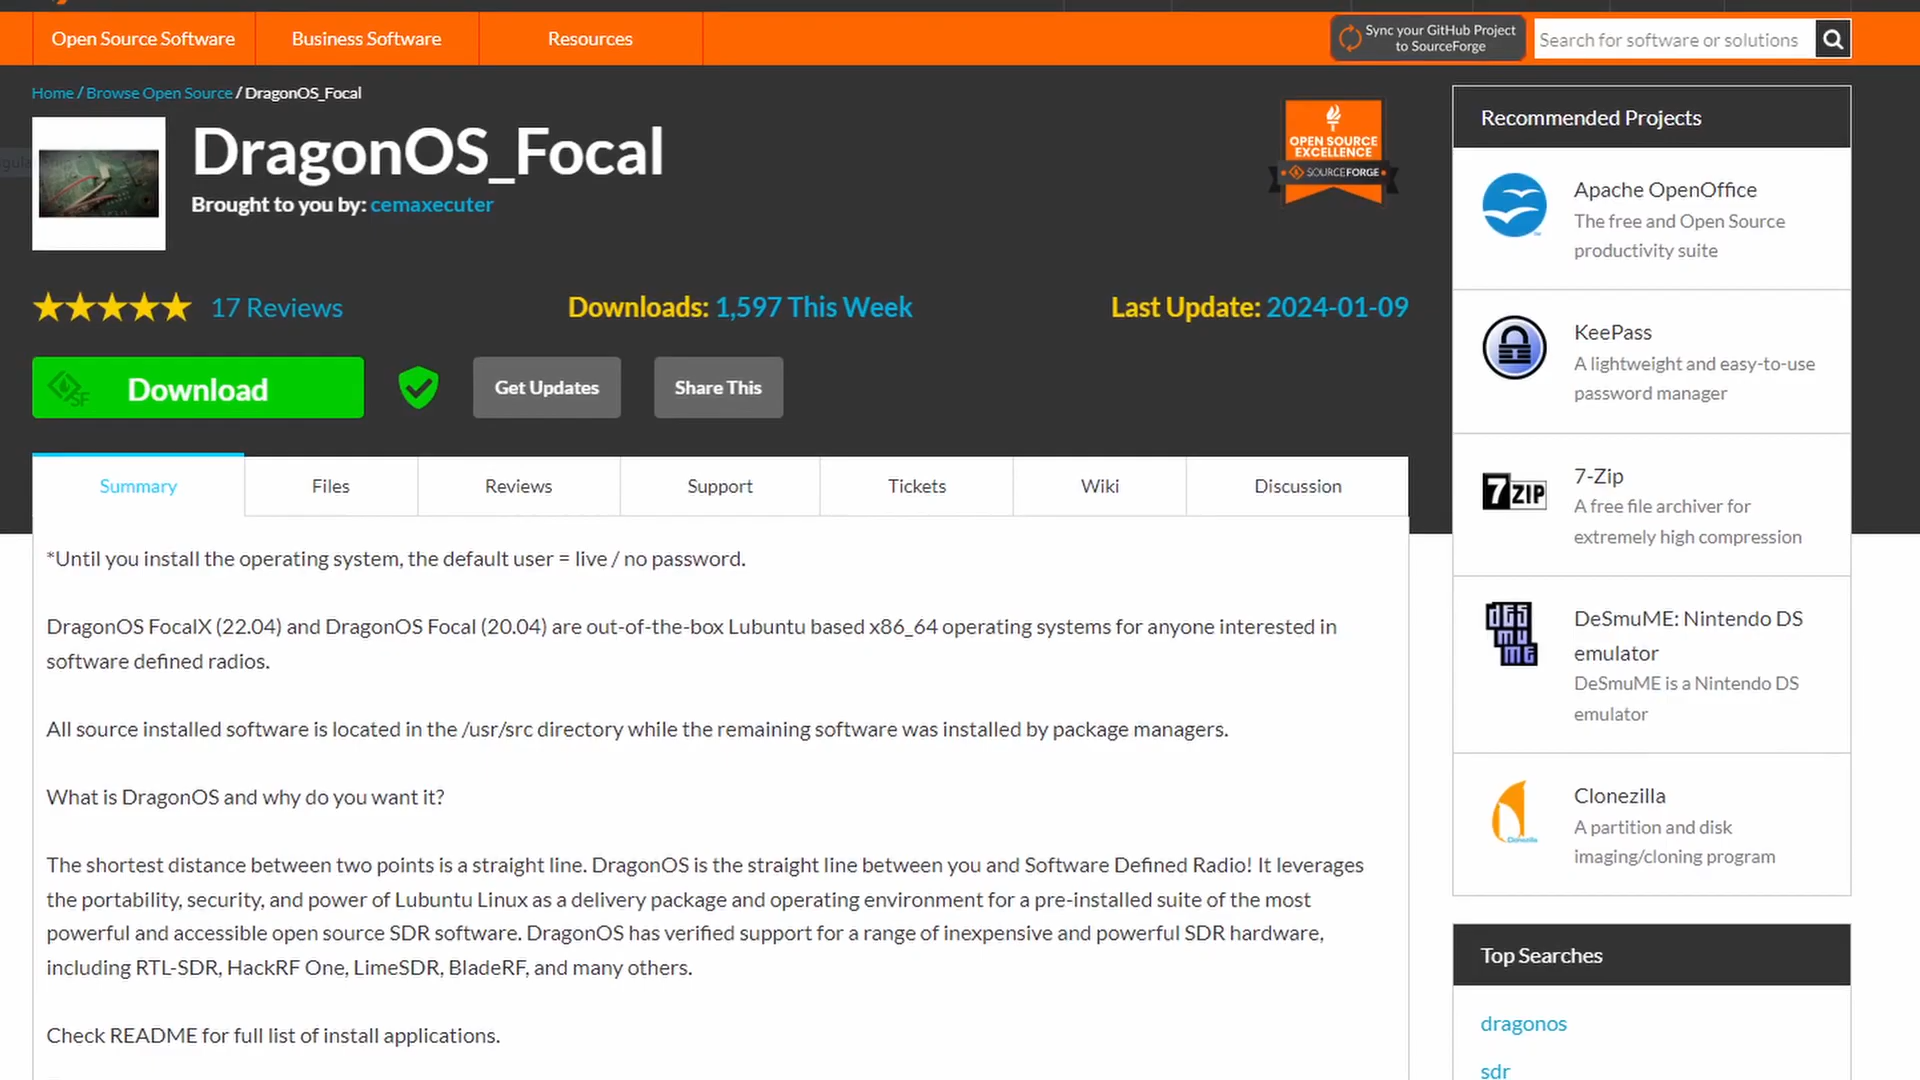 Open Source Software
Business Software
Resources
Sync your GitHub Project
to SourceForge
Search for software or solutions
Home / Browse Open Source / DragonOS_Focal
DragonOS_Focal
Brought to you by: cemaxecuter
OPEN SOURCE
EXCELLENCE
SOURCEFORGE
17 Reviews
Downloads: 1,597 This Week
Last Update: 2024-01-09
SF
Download
Get Updates
Share This
Summary
Files
Reviews
Support
Tickets
Wiki
Discussion
*Until you install the operating system, the default user = live / no password.
DragonOS FocalX (22.04) and DragonOS Focal (20.04) are out-of-the-box Lubuntu based x86_64 operating systems for anyone interested in
software defined radios.
All source installed software is located in the /usr/src directory while the remaining software was installed by package managers.
What is DragonOS and why do you want it?
The shortest distance between two points is a straight line. DragonOS is the straight line between you and Software Defined Radio! It leverages
the portability, security, and power of Lubuntu Linux as a delivery package and operating environment for a pre-installed suite of the most
powerful and accessible open source SDR software. DragonOS has verified support for a range of inexpensive and powerful SDR hardware,
including RTL-SDR, HackRF One, LimeSDR, BladeRF, and many others.
Check README for full list of install applications.
Recommended Projects
Apache OpenOffice
The free and Open Source
productivity suite
KeePass
A lightweight and easy-to-use
password manager
7ZIP
7-Zip
A free file archiver for
extremely high compression
DeSmuME
DeSmuME: Nintendo DS
emulator
DeSmuME is a Nintendo DS
emulator
Clonezilla
Clonezilla
A partition and disk
imaging/cloning program
Top Searches
dragonos
sdr